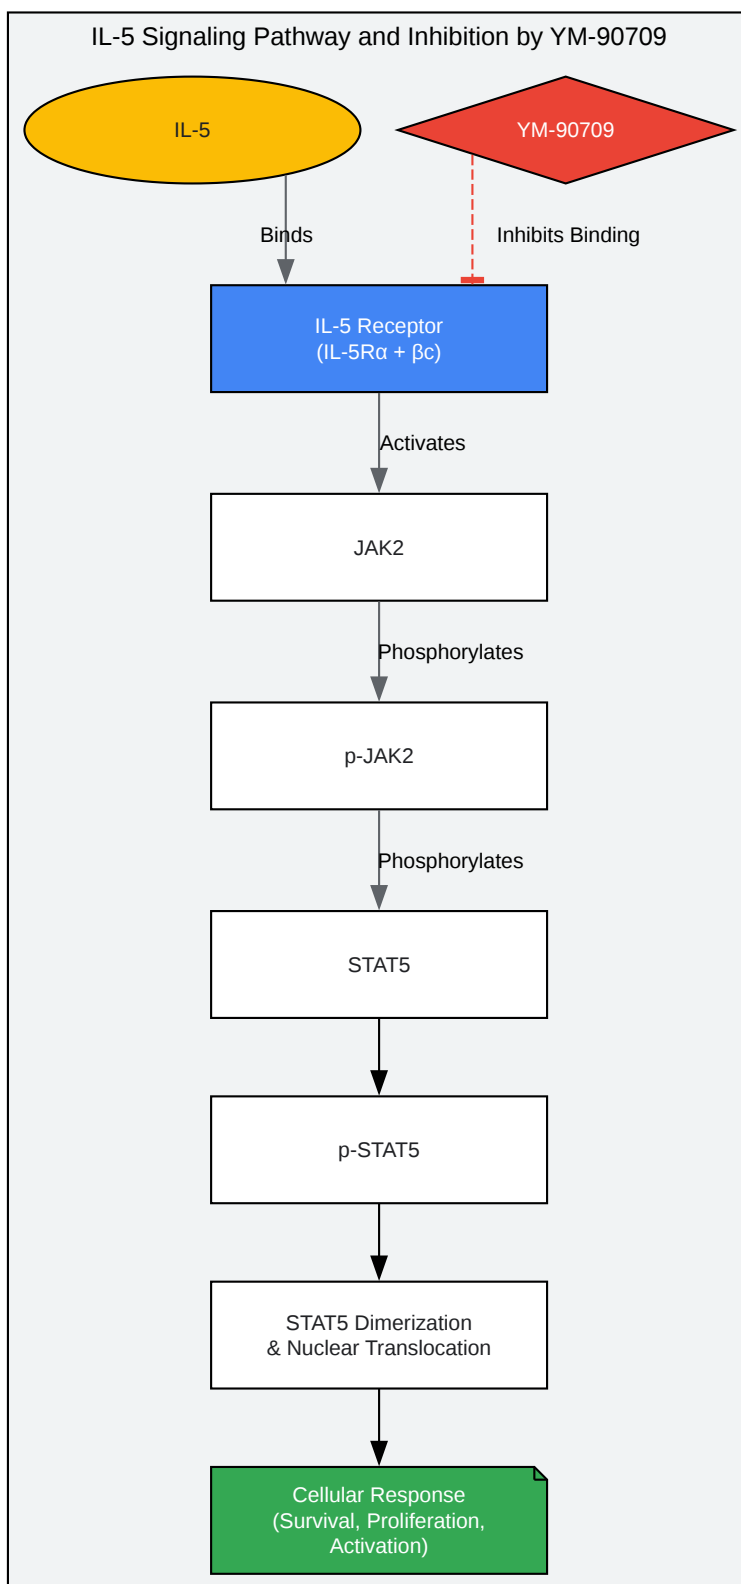 IL-5 Signaling Pathway and Inhibition by YM-90709
IL-5
YM-90709
Binds
Inhibits Binding
IL-5 Receptor
(IL-5Rα + βc)
Activates
JAK2
Phosphorylates
p-JAK2
Phosphorylates
STAT5
p-STAT5
STAT5 Dimerization
& Nuclear Translocation
Cellular Response
(Survival, Proliferation,
Activation)